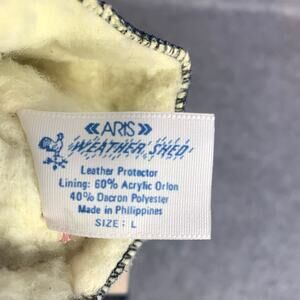 «ARIS»
WEATHER SHED
Leather Protector
Lining: 60% Acrylic Orlon
40% Dacron Polyester
Made in Philippines
SIZE: L